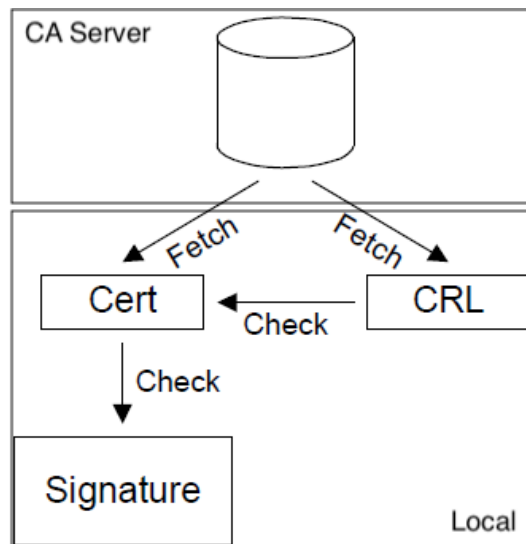 CA Server
Fetch
Fetch
Cert
CRL
Check
Check
Signature
Local